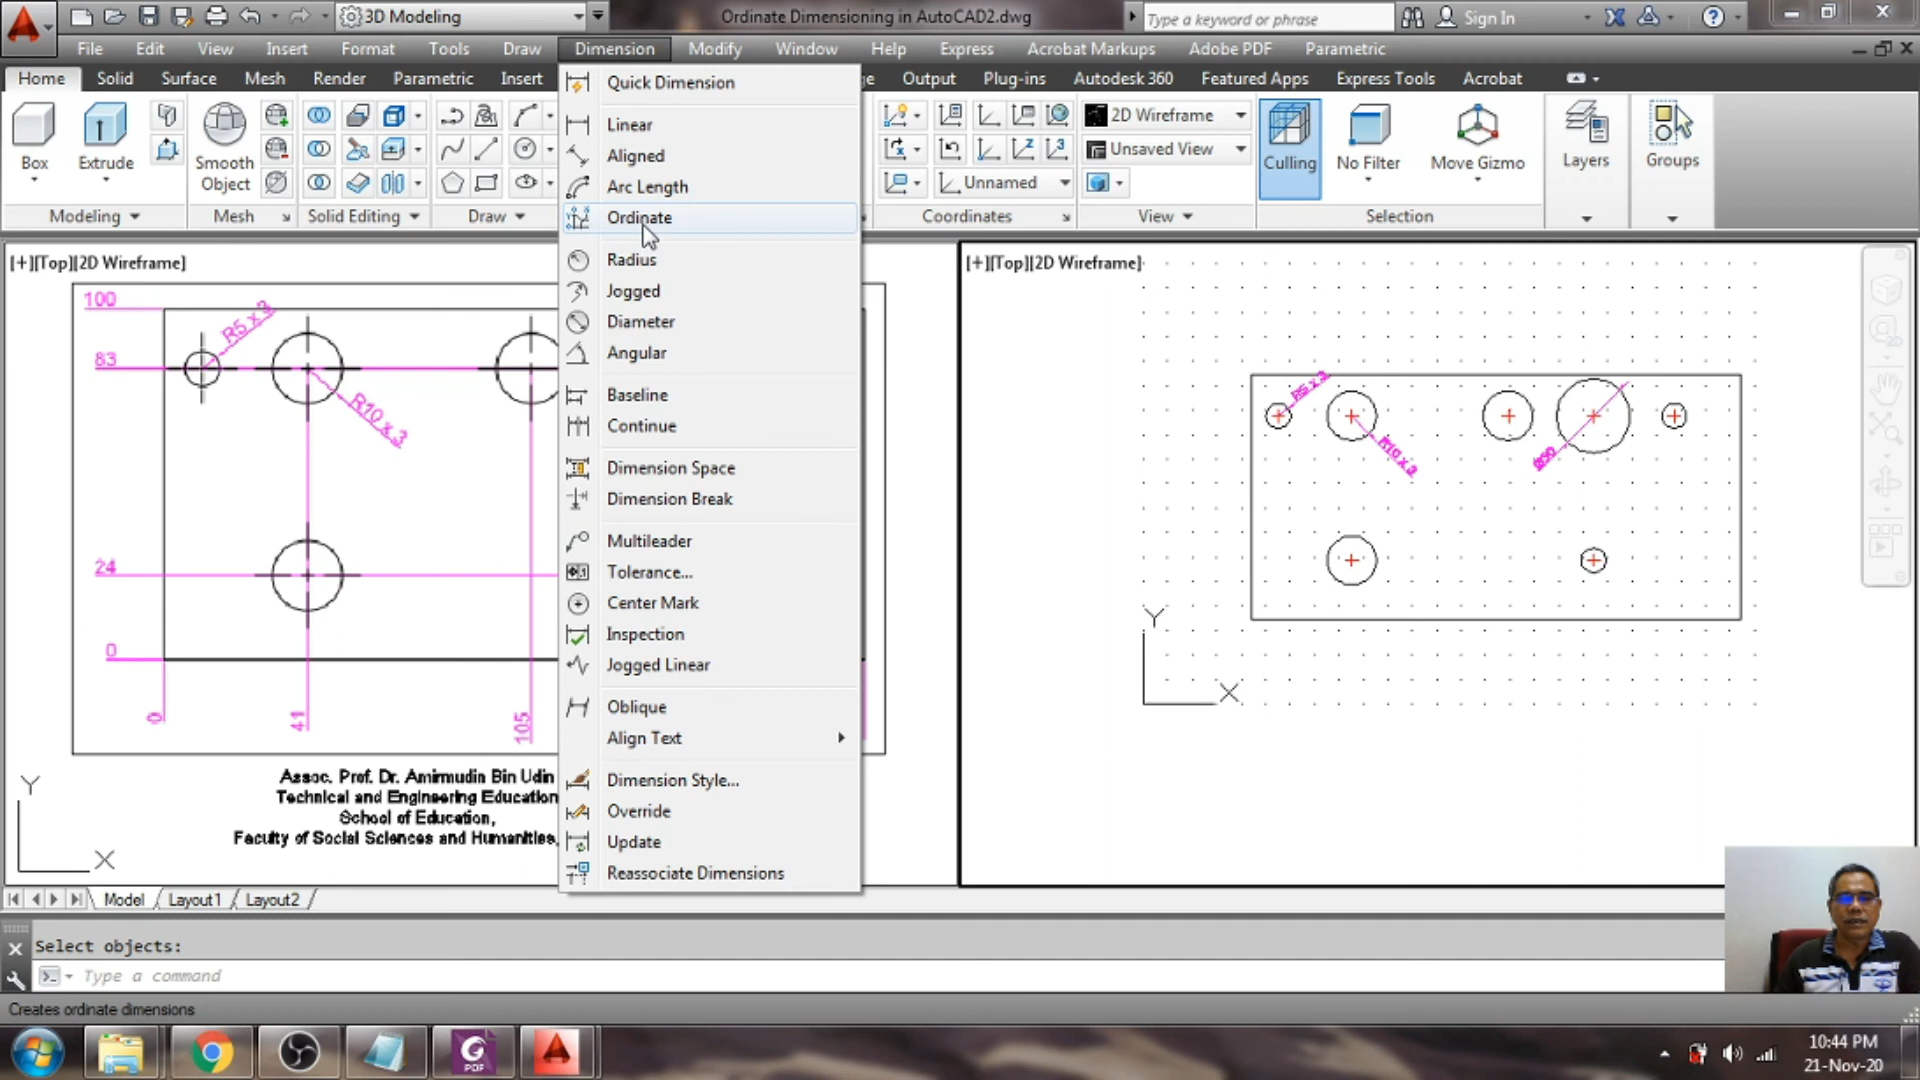 3D Modeling
Ordinate Dimensioning in AutoCAD2.dwg
Type a keyword or phrase
Sign In
File Edit View Insert Format Tools Draw Dimension Modify Window Help Express Acrobat Markups Adobe PDF Parametric
Home Solid Surface Mesh Render Parametric Insert Output Plug-ins Autodesk 360 Featured Apps Express Tools Acrobat
Box
Extrude
Smooth Object
2D Wireframe
Unsaved View
Unnamed
Culling
No Filter
Move Gizmo
Layers
Groups
Modeling
Mesh
Solid Editing
Draw
Coordinates
View
Selection
Quick Dimension
Linear
Aligned
Arc Length
Ordinate
Radius
Jogged
Diameter
Angular
Baseline
Continue
Dimension Space
Dimension Break
Multileader
Tolerance...
Center Mark
Inspection
Jogged Linear
Oblique
Align Text
Dimension Style...
Override
Update
Reassociate Dimensions
[+][Top][2D Wireframe]
100
83
24
0
R5 x 3
R10 x 3
0
41
105
Y
X
Assoc. Prof. Dr. Amirmudin Bin Udin
Technical and Engineering Education
School of Education,
Faculty of Social Sciences and Humanities,
[+][Top][2D Wireframe]
R5 x 3
R10 x 3
Ø30
Y
X
Model Layout1 Layout2
Select objects:
Type a command
Creates ordinate dimensions
PDF
10:44 PM
21-Nov-20